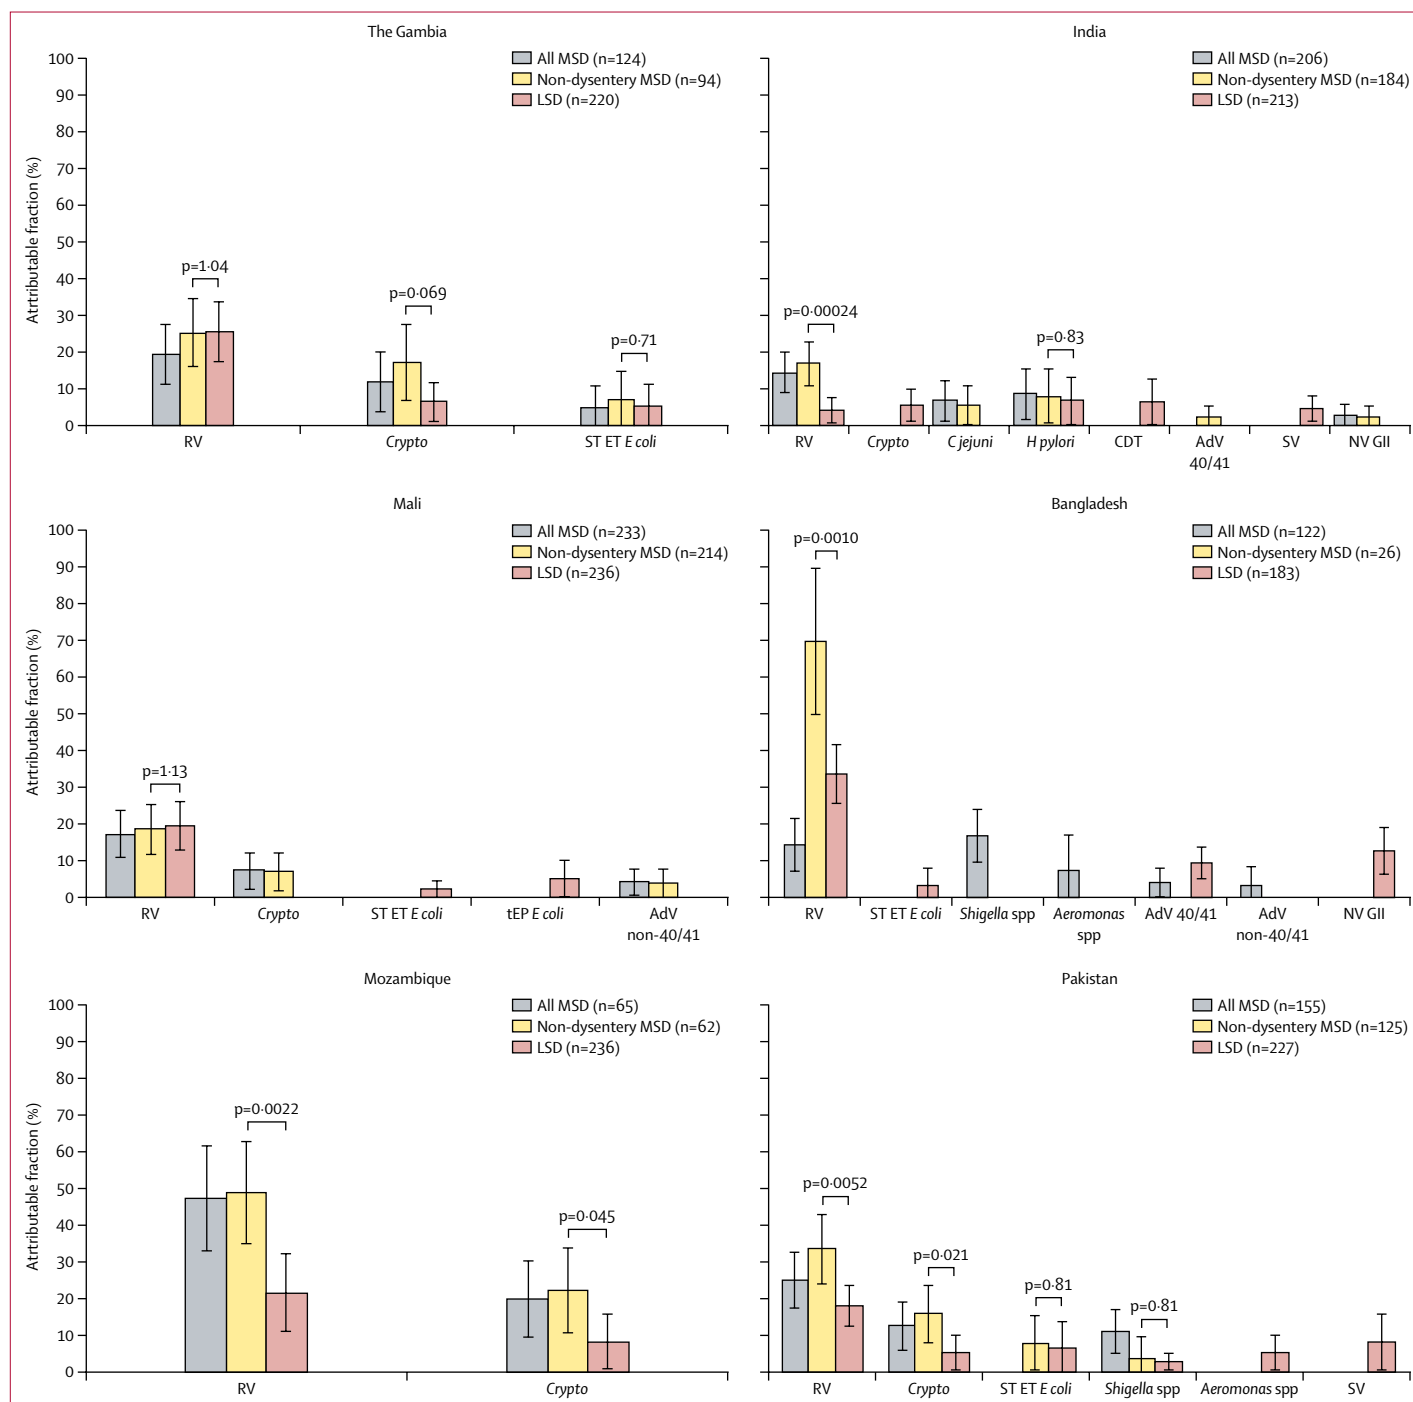 The Gambia
All MSD (n=124)
Non-dysentery MSD (n=94)
LSD (n=220)
Atrtributable fraction (%)
100
90
80
70
60
50
40
30
20
10
0
p=1·04
p=0·069
p=0·71
RV
Crypto
ST ET E coli
India
All MSD (n=206)
Non-dysentery MSD (n=184)
LSD (n=213)
p=0·00024
p=0·83
RV
Crypto
C jejuni
H pylori
CDT
AdV
40/41
SV
NV GII
Mali
All MSD (n=233)
Non-dysentery MSD (n=214)
LSD (n=236)
Atrtributable fraction (%)
100
90
80
70
60
50
40
30
20
10
0
p=1·13
RV
Crypto
ST ET E coli
tEP E coli
AdV
non-40/41
Bangladesh
All MSD (n=122)
Non-dysentery MSD (n=26)
LSD (n=183)
p=0·0010
RV
ST ET E coli
Shigella spp
Aeromonas
spp
AdV 40/41
AdV
non-40/41
NV GII
Mozambique
All MSD (n=65)
Non-dysentery MSD (n=62)
LSD (n=236)
Atrtributable fraction (%)
100
90
80
70
60
50
40
30
20
10
0
p=0·0022
p=0·045
RV
Crypto
Pakistan
All MSD (n=155)
Non-dysentery MSD (n=125)
LSD (n=227)
p=0·0052
p=0·021
p=0·81
p=0·81
RV
Crypto
ST ET E coli
Shigella spp
Aeromonas spp
SV